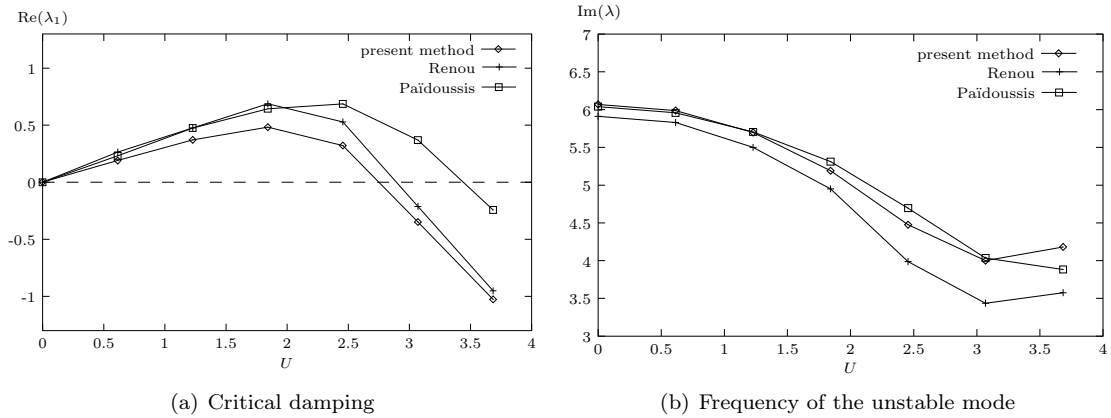 Re(λ₁)
1
0.5
0
-0.5
-1
0 0.5 1 1.5 2 2.5 3 3.5 4
U
present method
Renou
Païdoussis
(a) Critical damping
Im(λ)
7
6.5
6
5.5
5
4.5
4
3.5
3
0 0.5 1 1.5 2 2.5 3 3.5 4
U
present method
Renou
Païdoussis
(b) Frequency of the unstable mode